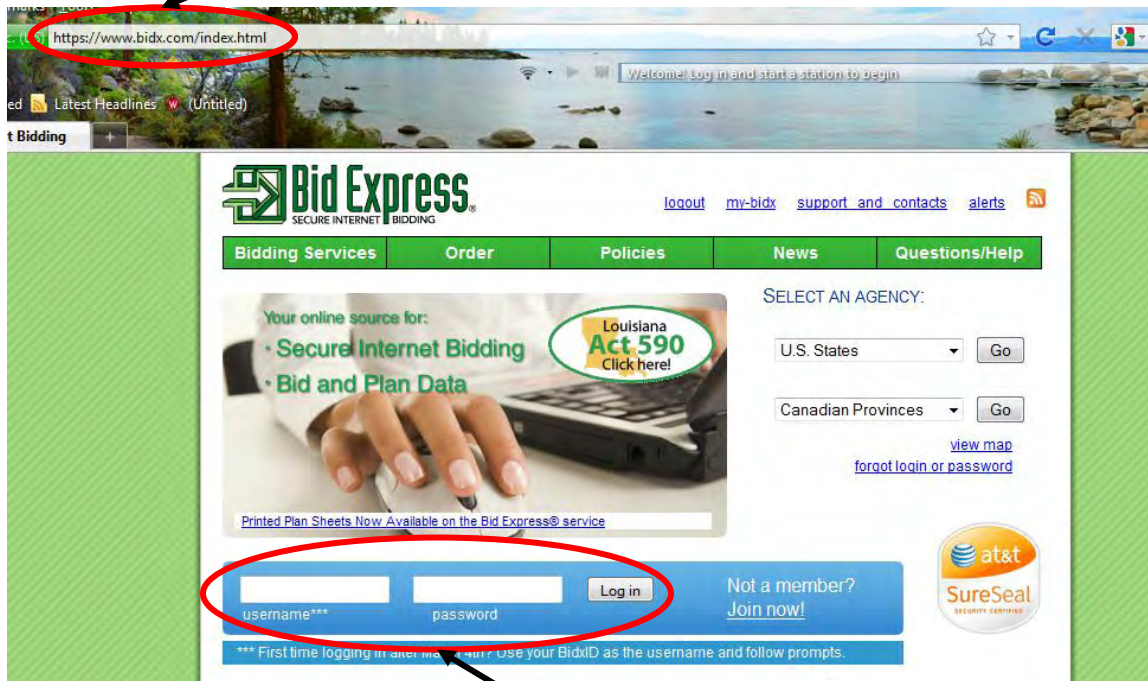 https://www.bidx.com/index.html
Welcome! Log in and start a station to begin
Latest Headlines (Untitled)
t Bidding +
Bid Express®
SECURE INTERNET BIDDING
logout my-bidx support and contacts alerts
Bidding Services Order Policies News Questions/Help
Your online source for:
· Secure Internet Bidding
· Bid and Plan Data
Louisiana
Act 590
Click here!
Printed Plan Sheets Now Available on the Bid Express® service
SELECT AN AGENCY:
U.S. States Go
Canadian Provinces Go
view map
forgot login or password
at&t
SureSeal
SECURITY CERTIFIED
Log in
username*** password
Not a member?
Join now!
*** First time logging in after 4th? Use your BidxID as the username and follow prompts.